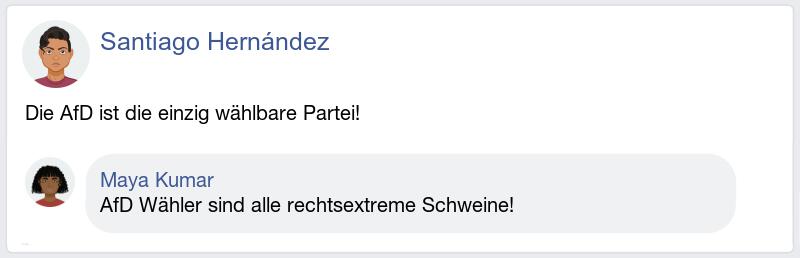 Santiago Hernández
Die AfD ist die einzig wählbare Partei!
Maya Kumar
AfD Wähler sind alle rechtsextreme Schweine!